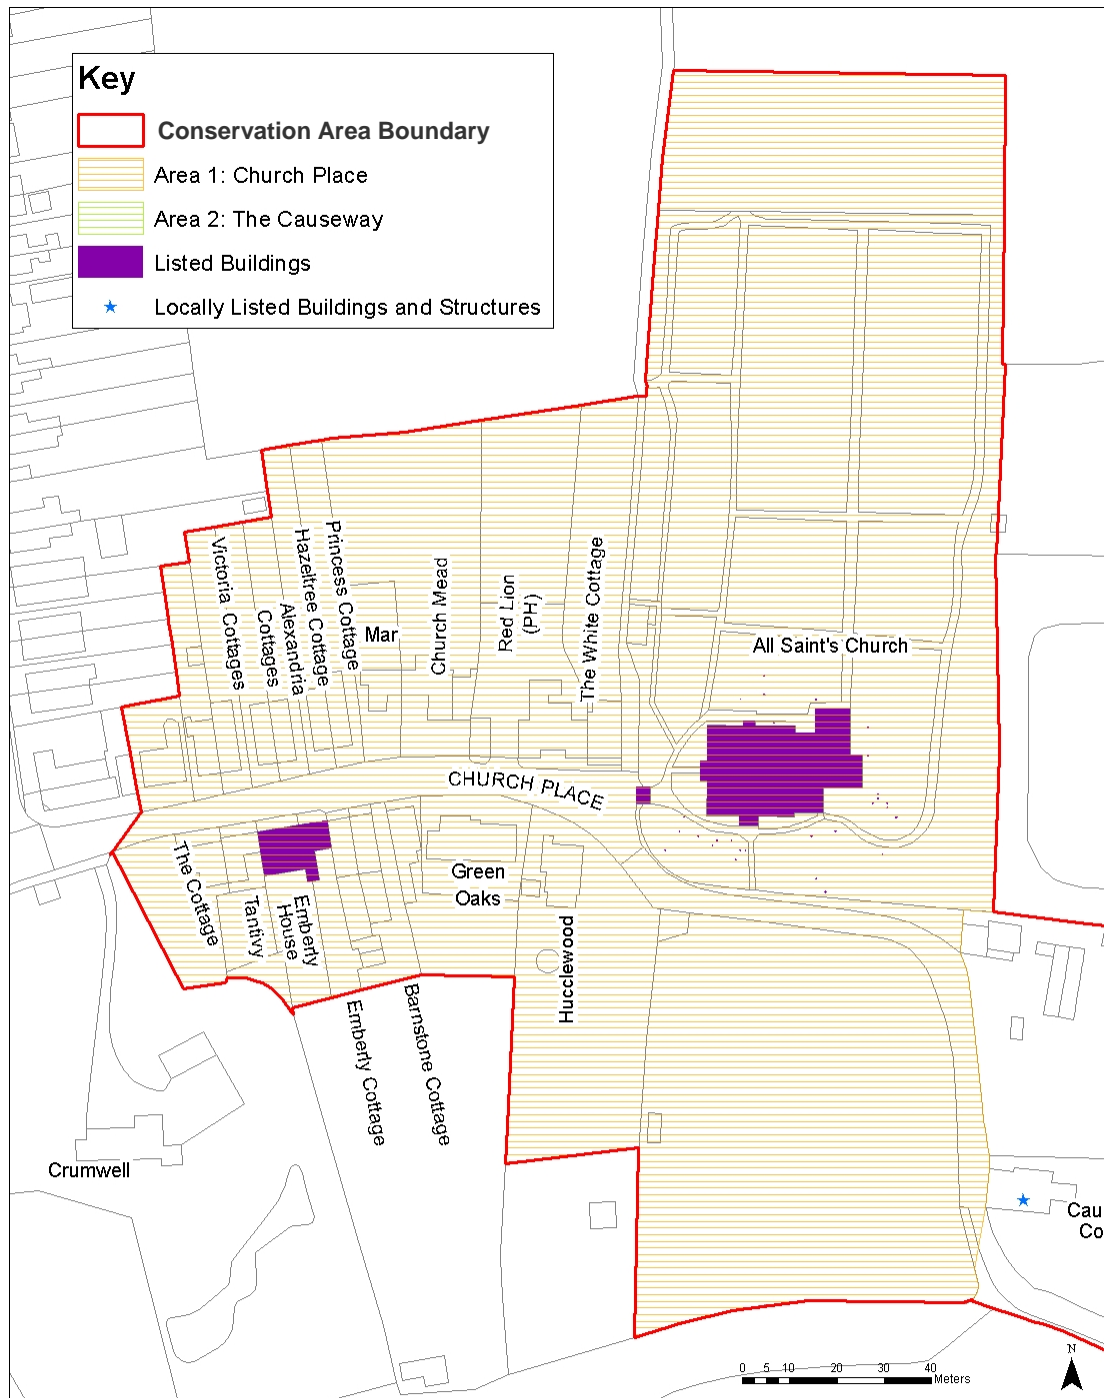 Key
Conservation Area Boundary
Area 1: Church Place
Area 2: The Causeway
Listed Buildings
Locally Listed Buildings and Structures
Victoria Cottages
Cottages
Alexandria
Hazeltree Cottage
Princess Cottage
Mar
Church Mead
Red Lion
(PH)
The White Cottage
All Saint's Church
CHURCH PLACE
The Cottage
Tantivy
Emberly
House
Green
Oaks
Hucclewood
Emberly Cottage
Barnstone Cottage
Crumwell
Cau
Co
N
0 5 10 20 30 40
Meters